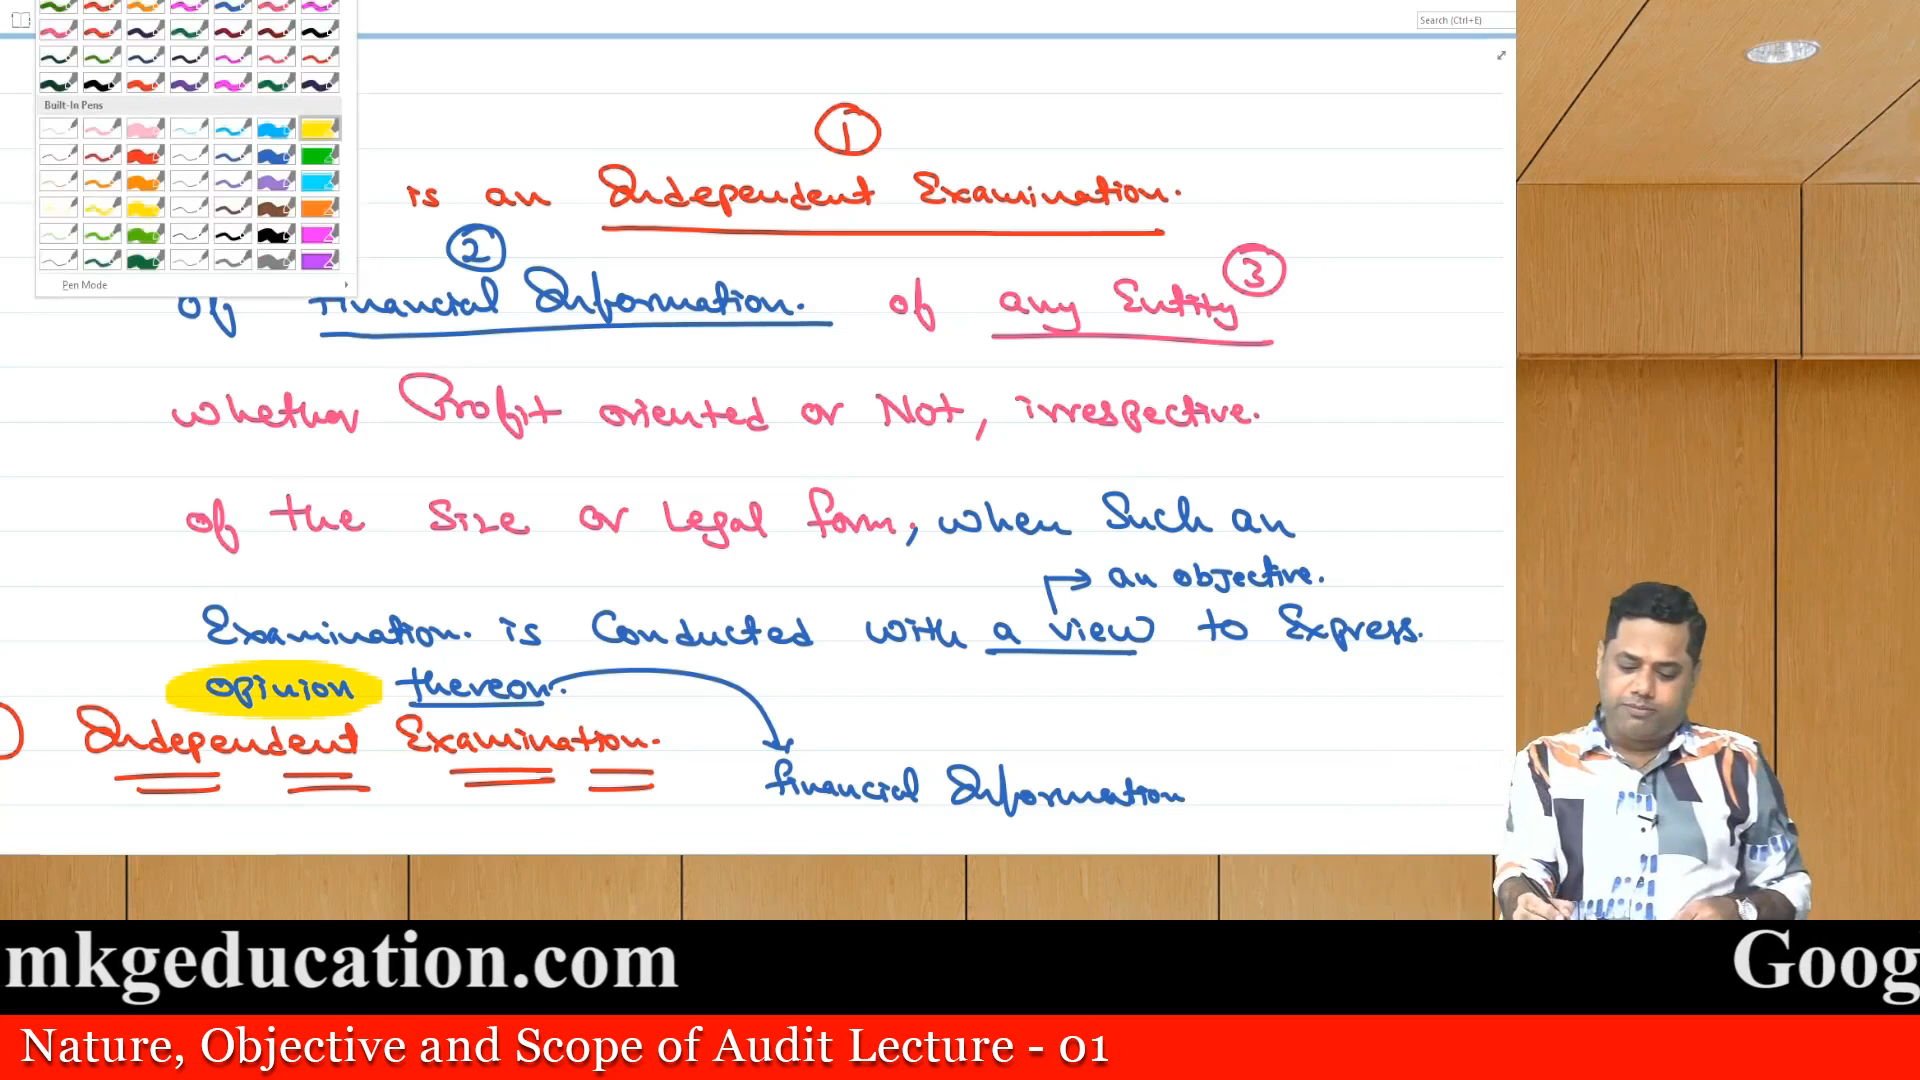 Search (Ctrl+E)
Built-In Pens
Pen Mode
1
is an Independent Examination.
2
3
of financial Information. of any Entity
whether Profit oriented or Not, irrespective.
of the size or legal form, when Such an
an objective.
Examination. is Conducted with a view to Express.
opinion thereon.
Independent Examination.
financial Information
mkgeducation.com
Goog
Nature, Objective and Scope of Audit Lecture - 01